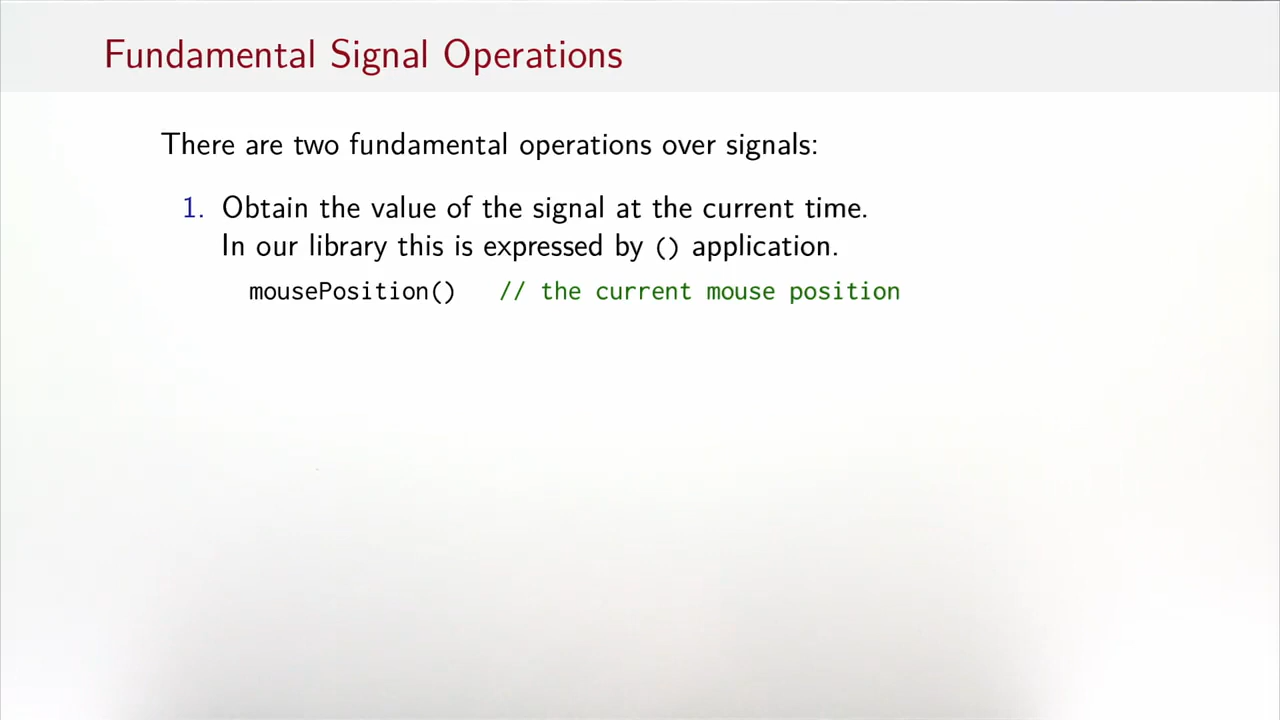 Fundamental Signal Operations
There are two fundamental operations over signals:
1. Obtain the value of the signal at the current time.
In our library this is expressed by () application.
mousePosition() // the current mouse position